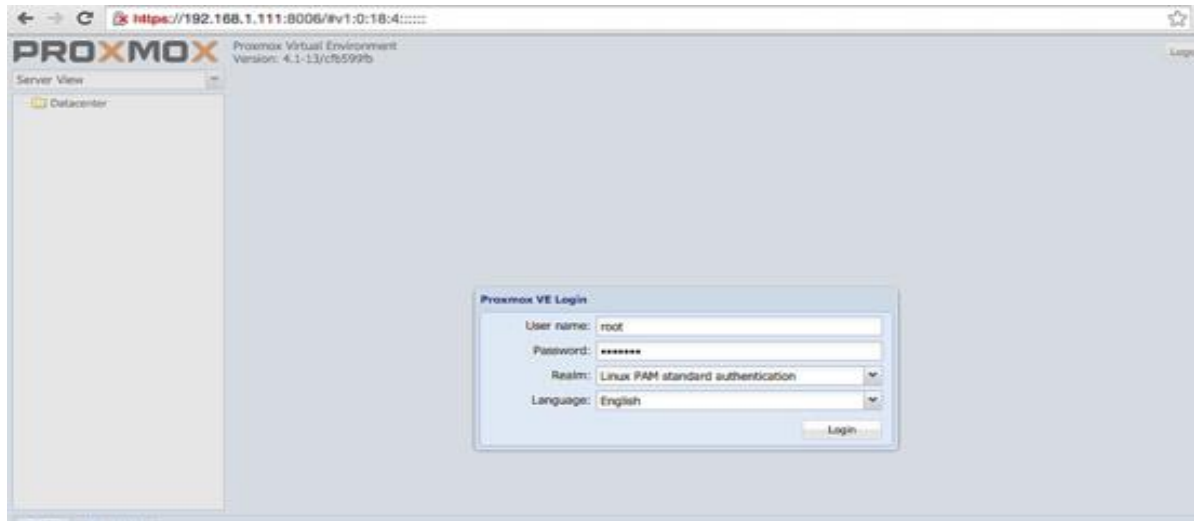 https://192.168.1.111:8006/#v1:0:18:4::::::
PROXMOX
Proxmox Virtual Environment
Version: 4.1-13/cfb599fb
Server View
Datacenter
Proxmox VE Login
User name: root
Password: •••••••
Realm: Linux PAM standard authentication
Language: English
Login